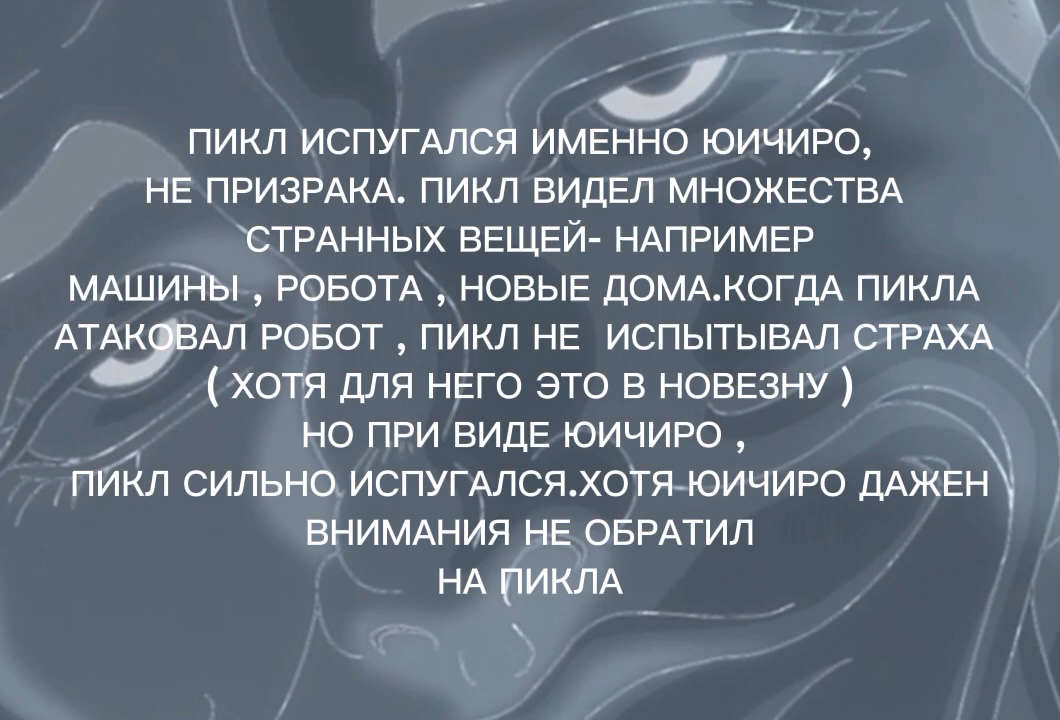 ПИКЛ ИСПУГАЛСЯ ИМЕННО ЮИЧИРО,
НЕ ПРИЗРАКА. ПИКЛ ВИДЕЛ МНОЖЕСТВА
СТРАННЫХ ВЕЩЕЙ- НАПРИМЕР
МАШИНЫ , РОБОТА , НОВЫЕ ДОМА.КОГДА ПИКЛА
АТАКОВАЛ РОБОТ , ПИКЛ НЕ ИСПЫТЫВАЛ СТРАХА
( ХОТЯ ДЛЯ НЕГО ЭТО В НОВЕЗНУ )
НО ПРИ ВИДЕ ЮИЧИРО ,
ПИКЛ СИЛЬНО ИСПУГАЛСЯ.ХОТЯ ЮИЧИРО ДАЖЕН
ВНИМАНИЯ НЕ ОБРАТИЛ
НА ПИКЛА